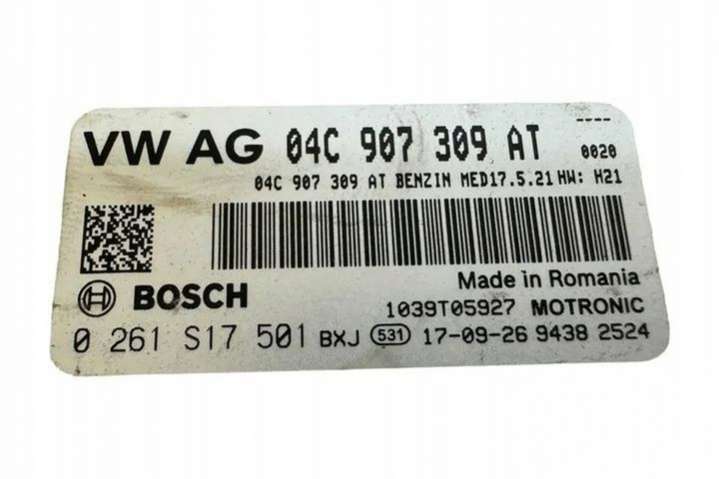 ----
VW AG 04C 907 309 AT 0020
04C 907 309 AT BENZIN MED17.5.21 HW: H21
BOSCH
Made in Romania
1039T05927 MOTRONIC
0 261 S17 501 BXJ 531 17-09-26 9438 2524